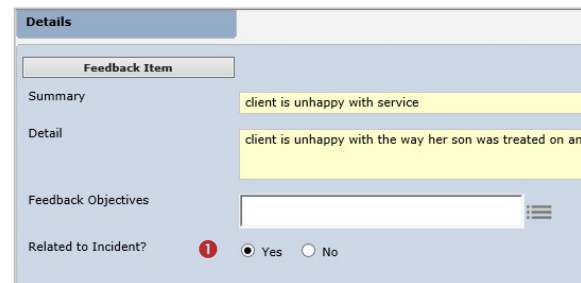 Details
Feedback Item
Summary
client is unhappy with service
Detail
client is unhappy with the way her son was treated on an
Feedback Objectives
Related to Incident? 1 Yes No